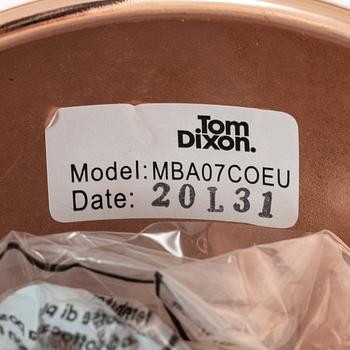 Tom
Dixon.
Model:MBA07COEU
Date: 20L31